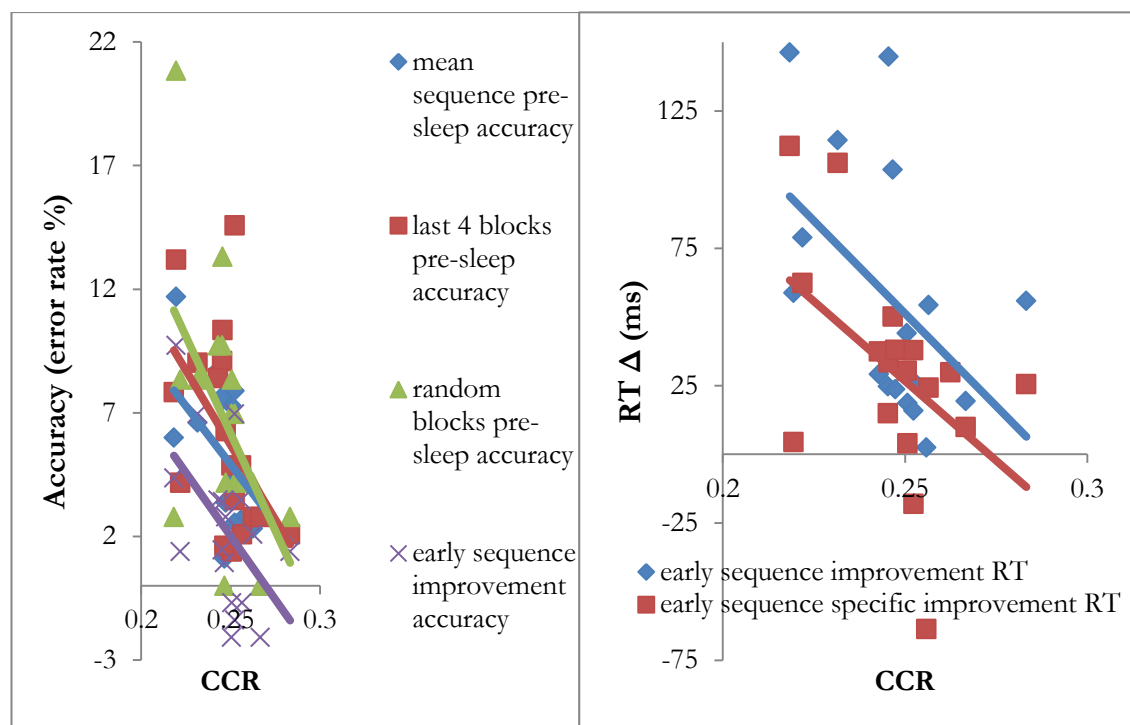 22
17
12
7
2
-3
0.2
0.25
0.3
Accuracy (error rate %)
CCR
mean
sequence pre-
sleep accuracy
last 4 blocks
pre-sleep
accuracy
random
blocks pre-
sleep accuracy
early sequence
improvement
accuracy
125
75
25
-25
-75
0.2
0.25
0.3
RT Δ (ms)
early sequence improvement RT
early sequence specific improvement RT
CCR